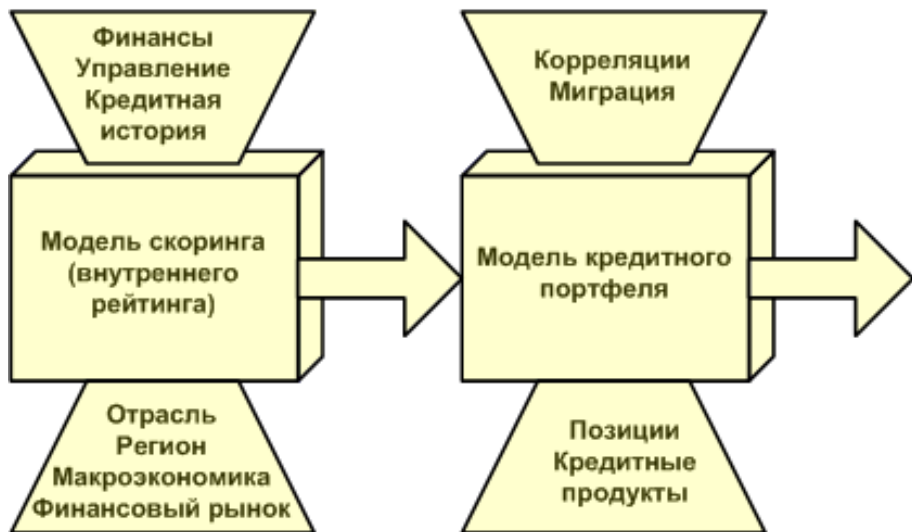 Финансы
Управление
Кредитная
история
Корреляции
Миграция
Модель скоринга
(внутреннего
рейтинга)
Модель кредитного
портфеля
Отрасль
Регион
Макроэкономика
Финансовый рынок
Позиции
Кредитные
продукты